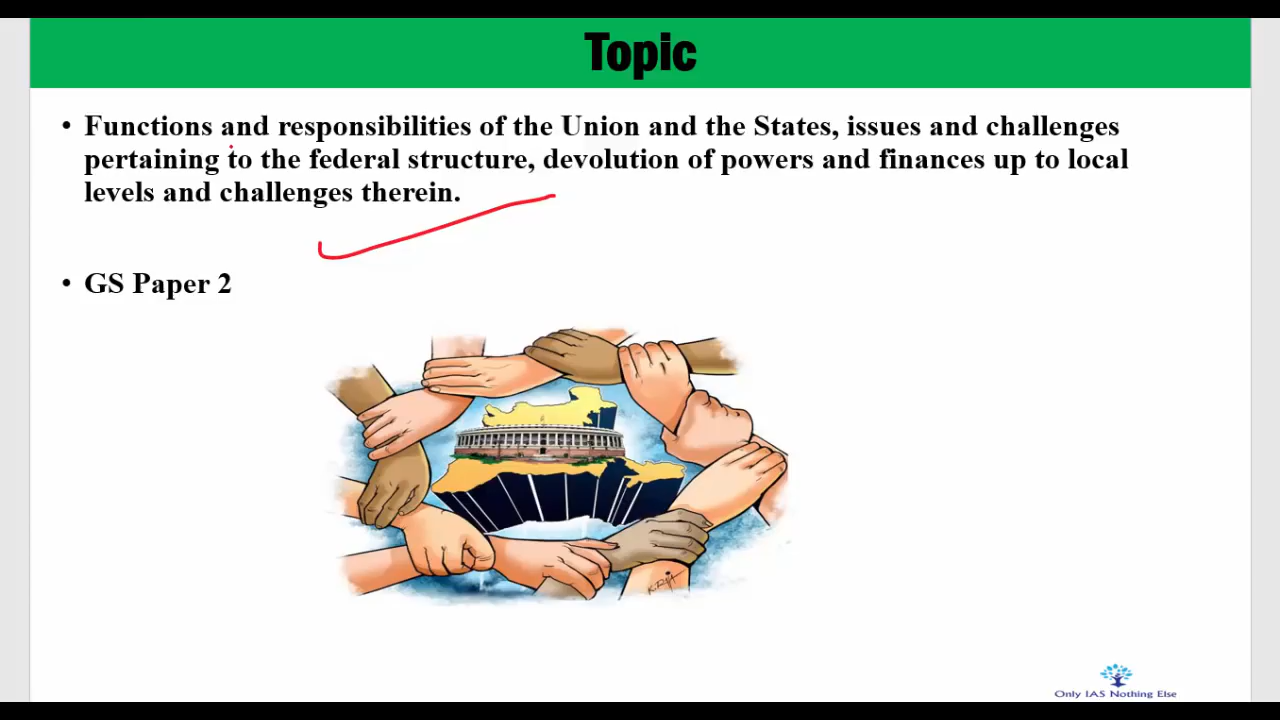 Topic
• Functions and responsibilities of the Union and the States, issues and challenges
pertaining to the federal structure, devolution of powers and finances up to local
levels and challenges therein.
• GS Paper 2
Only IAS Nothing Else